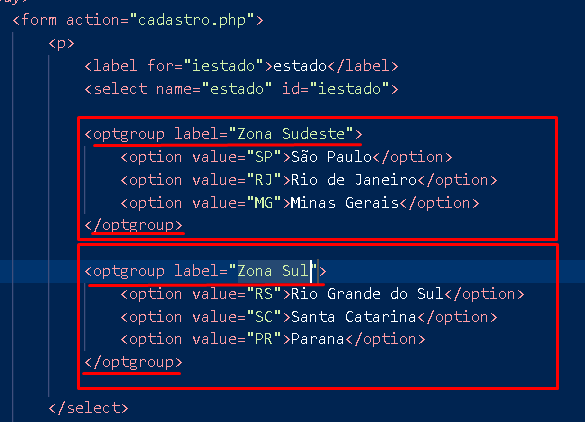 <form action="cadastro.php">
<p>
<label for="iestado">estado</label>
<select name="estado" id="iestado">
<optgroup label="Zona Sudeste">
<option value="SP">São Paulo</option>
<option value="RJ">Rio de Janeiro</option>
<option value="MG">Minas Gerais</option>
</optgroup>
<optgroup label="Zona Sul">
<option value="RS">Rio Grande do Sul</option>
<option value="SC">Santa Catarina</option>
<option value="PR">Parana</option>
</optgroup>
</select>